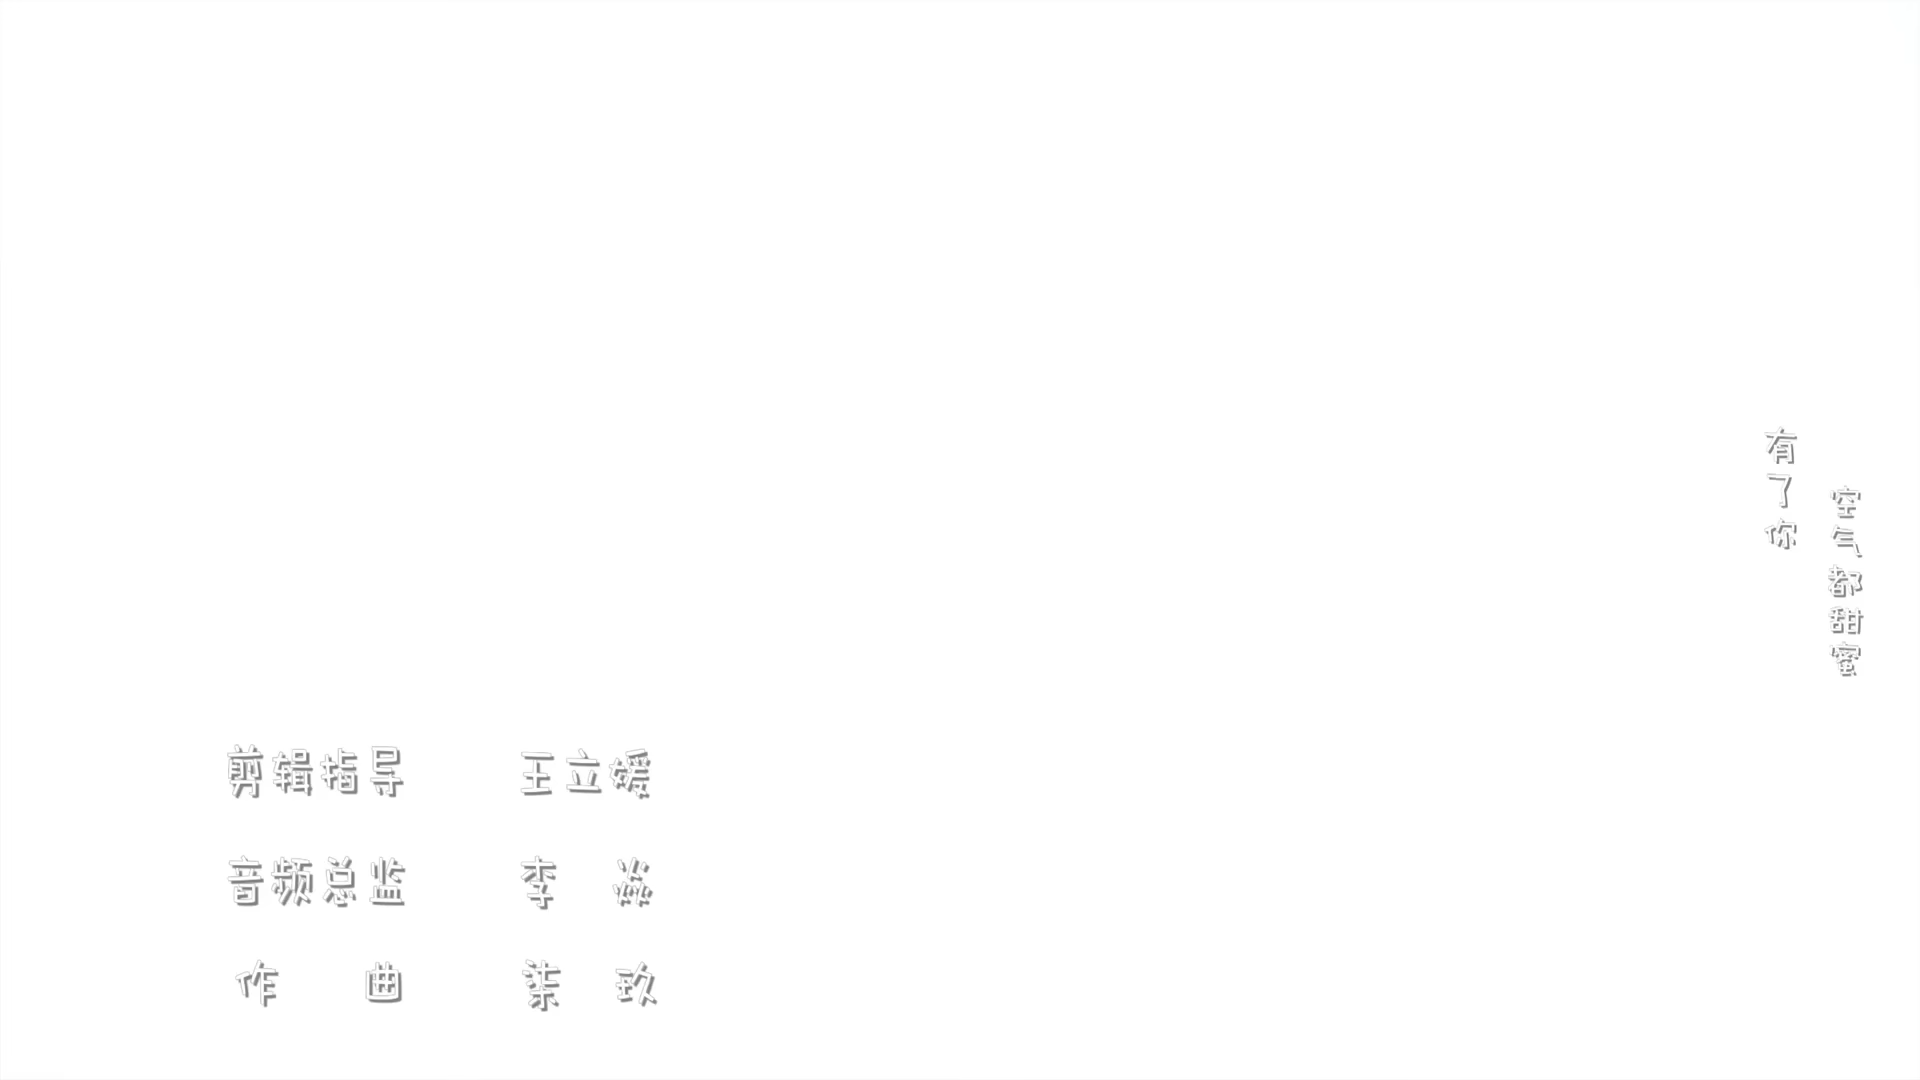 有了你
空气都甜蜜
剪辑指导 王立媛
音频总监 李焱
作曲 柒玖